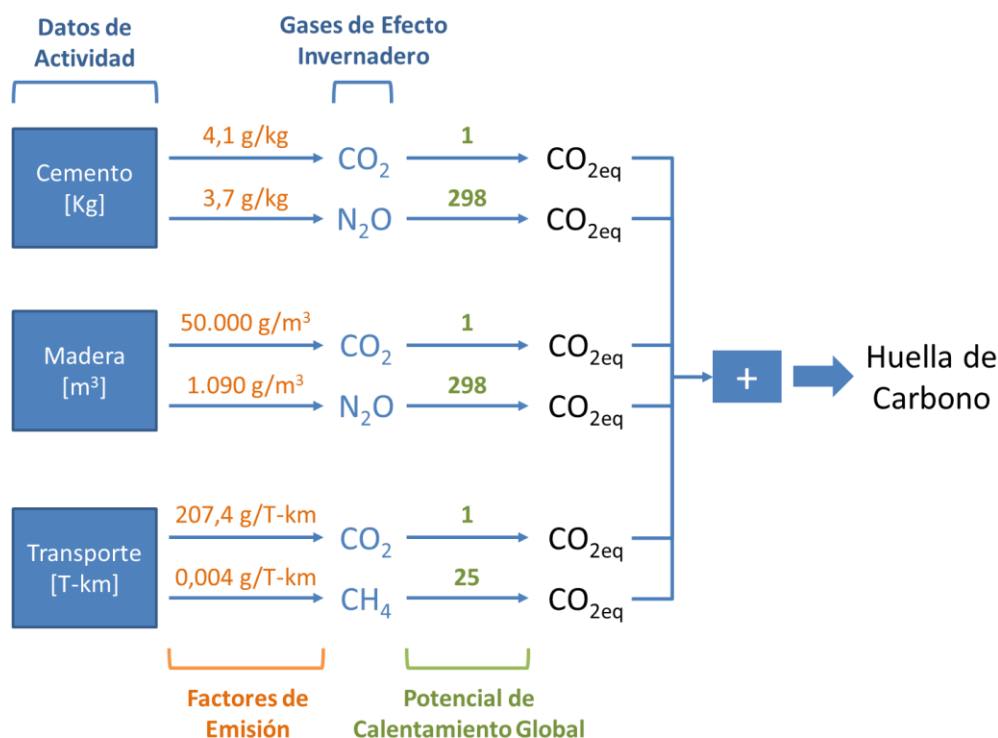 Datos de
Actividad
Gases de Efecto
Invernadero
Cemento
[Kg]
4,1 g/kg
CO₂
1
CO₂eq
3,7 g/kg
N₂O
298
CO₂eq
Madera
[m³]
50.000 g/m³
CO₂
1
CO₂eq
1.090 g/m³
N₂O
298
CO₂eq
+
Huella de
Carbono
Transporte
[T-km]
207,4 g/T-km
CO₂
1
CO₂eq
0,004 g/T-km
CH₄
25
CO₂eq
Factores de
Emisión
Potencial de
Calentamiento Global